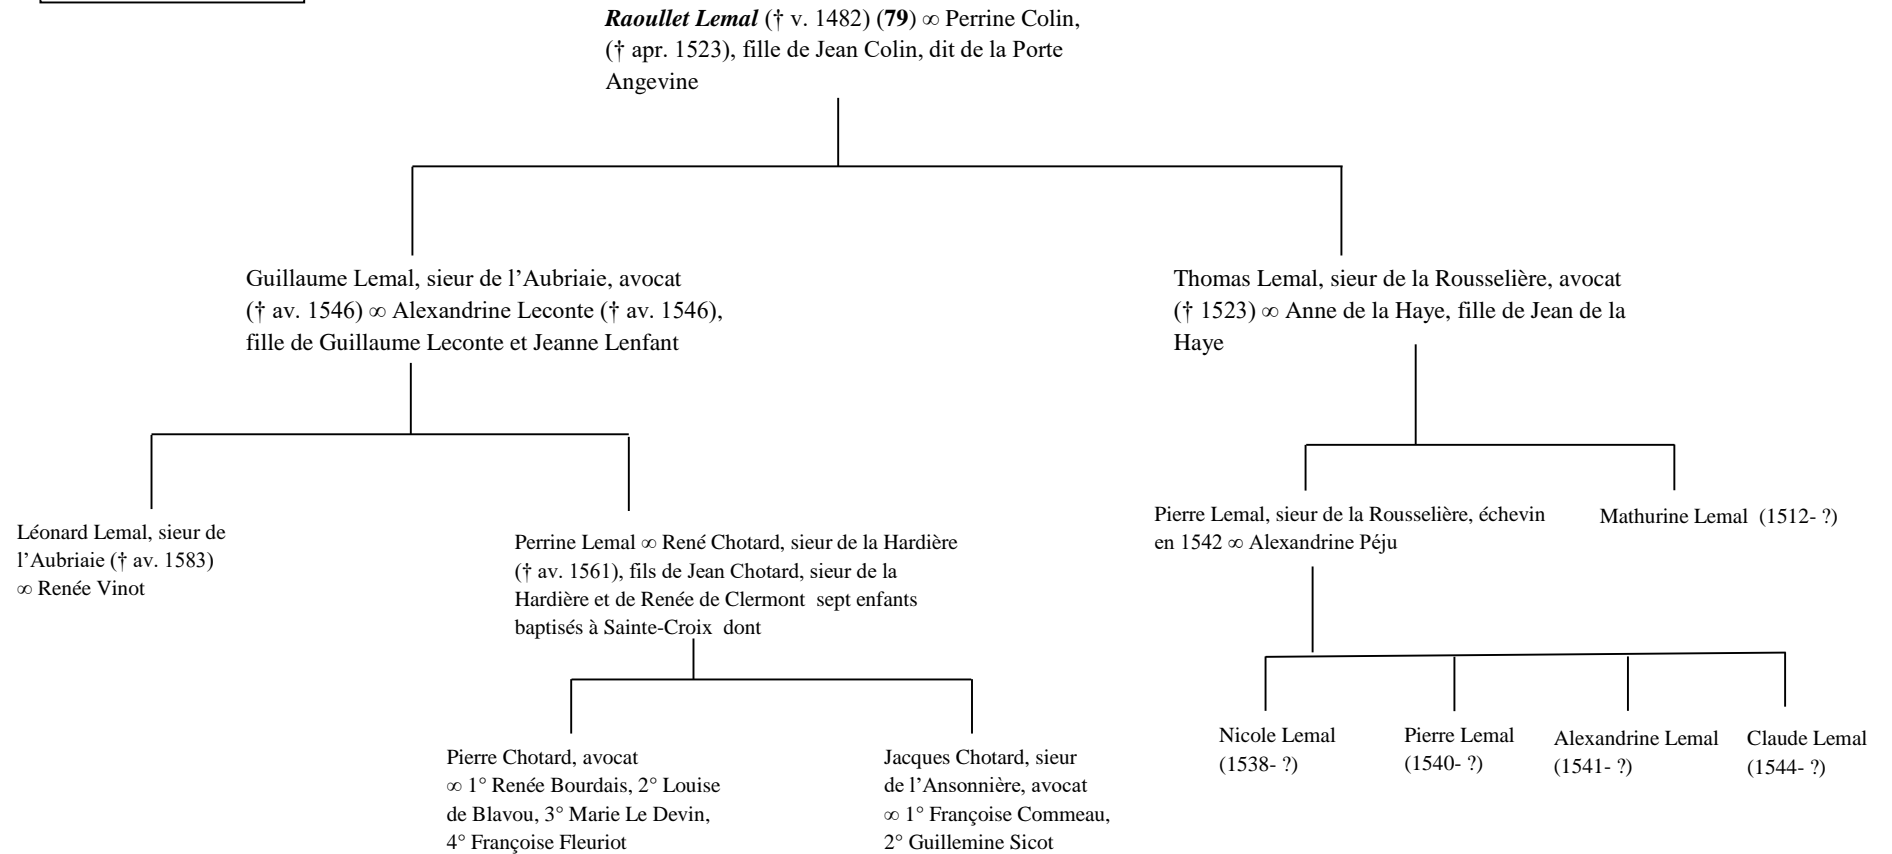 Raoullet Lemal († v. 1482) (79) ∞ Perrine Colin,
(† apr. 1523), fille de Jean Colin, dit de la Porte
Angevine
Guillaume Lemal, sieur de l’Aubriaie, avocat
(† av. 1546) ∞ Alexandrine Leconte († av. 1546),
fille de Guillaume Leconte et Jeanne Lenfant
Thomas Lemal, sieur de la Rousselière, avocat
(† 1523) ∞ Anne de la Haye, fille de Jean de la
Haye
Léonard Lemal, sieur de
l’Aubriaie († av. 1583)
∞ Renée Vinot
Perrine Lemal ∞ René Chotard, sieur de la Hardière
(† av. 1561), fils de Jean Chotard, sieur de la
Hardière et de Renée de Clermont sept enfants
baptisés à Sainte-Croix dont
Pierre Lemal, sieur de la Rousselière, échevin
en 1542 ∞ Alexandrine Péju
Mathurine Lemal (1512- ?)
Pierre Chotard, avocat
∞ 1° Renée Bourdais, 2° Louise
de Blavou, 3° Marie Le Devin,
4° Françoise Fleuriot
Jacques Chotard, sieur
de l’Ansonnière, avocat
∞ 1° Françoise Commeau,
2° Guillemine Sicot
Nicole Lemal
(1538- ?)
Pierre Lemal
(1540- ?)
Alexandrine Lemal
(1541- ?)
Claude Lemal
(1544- ?)